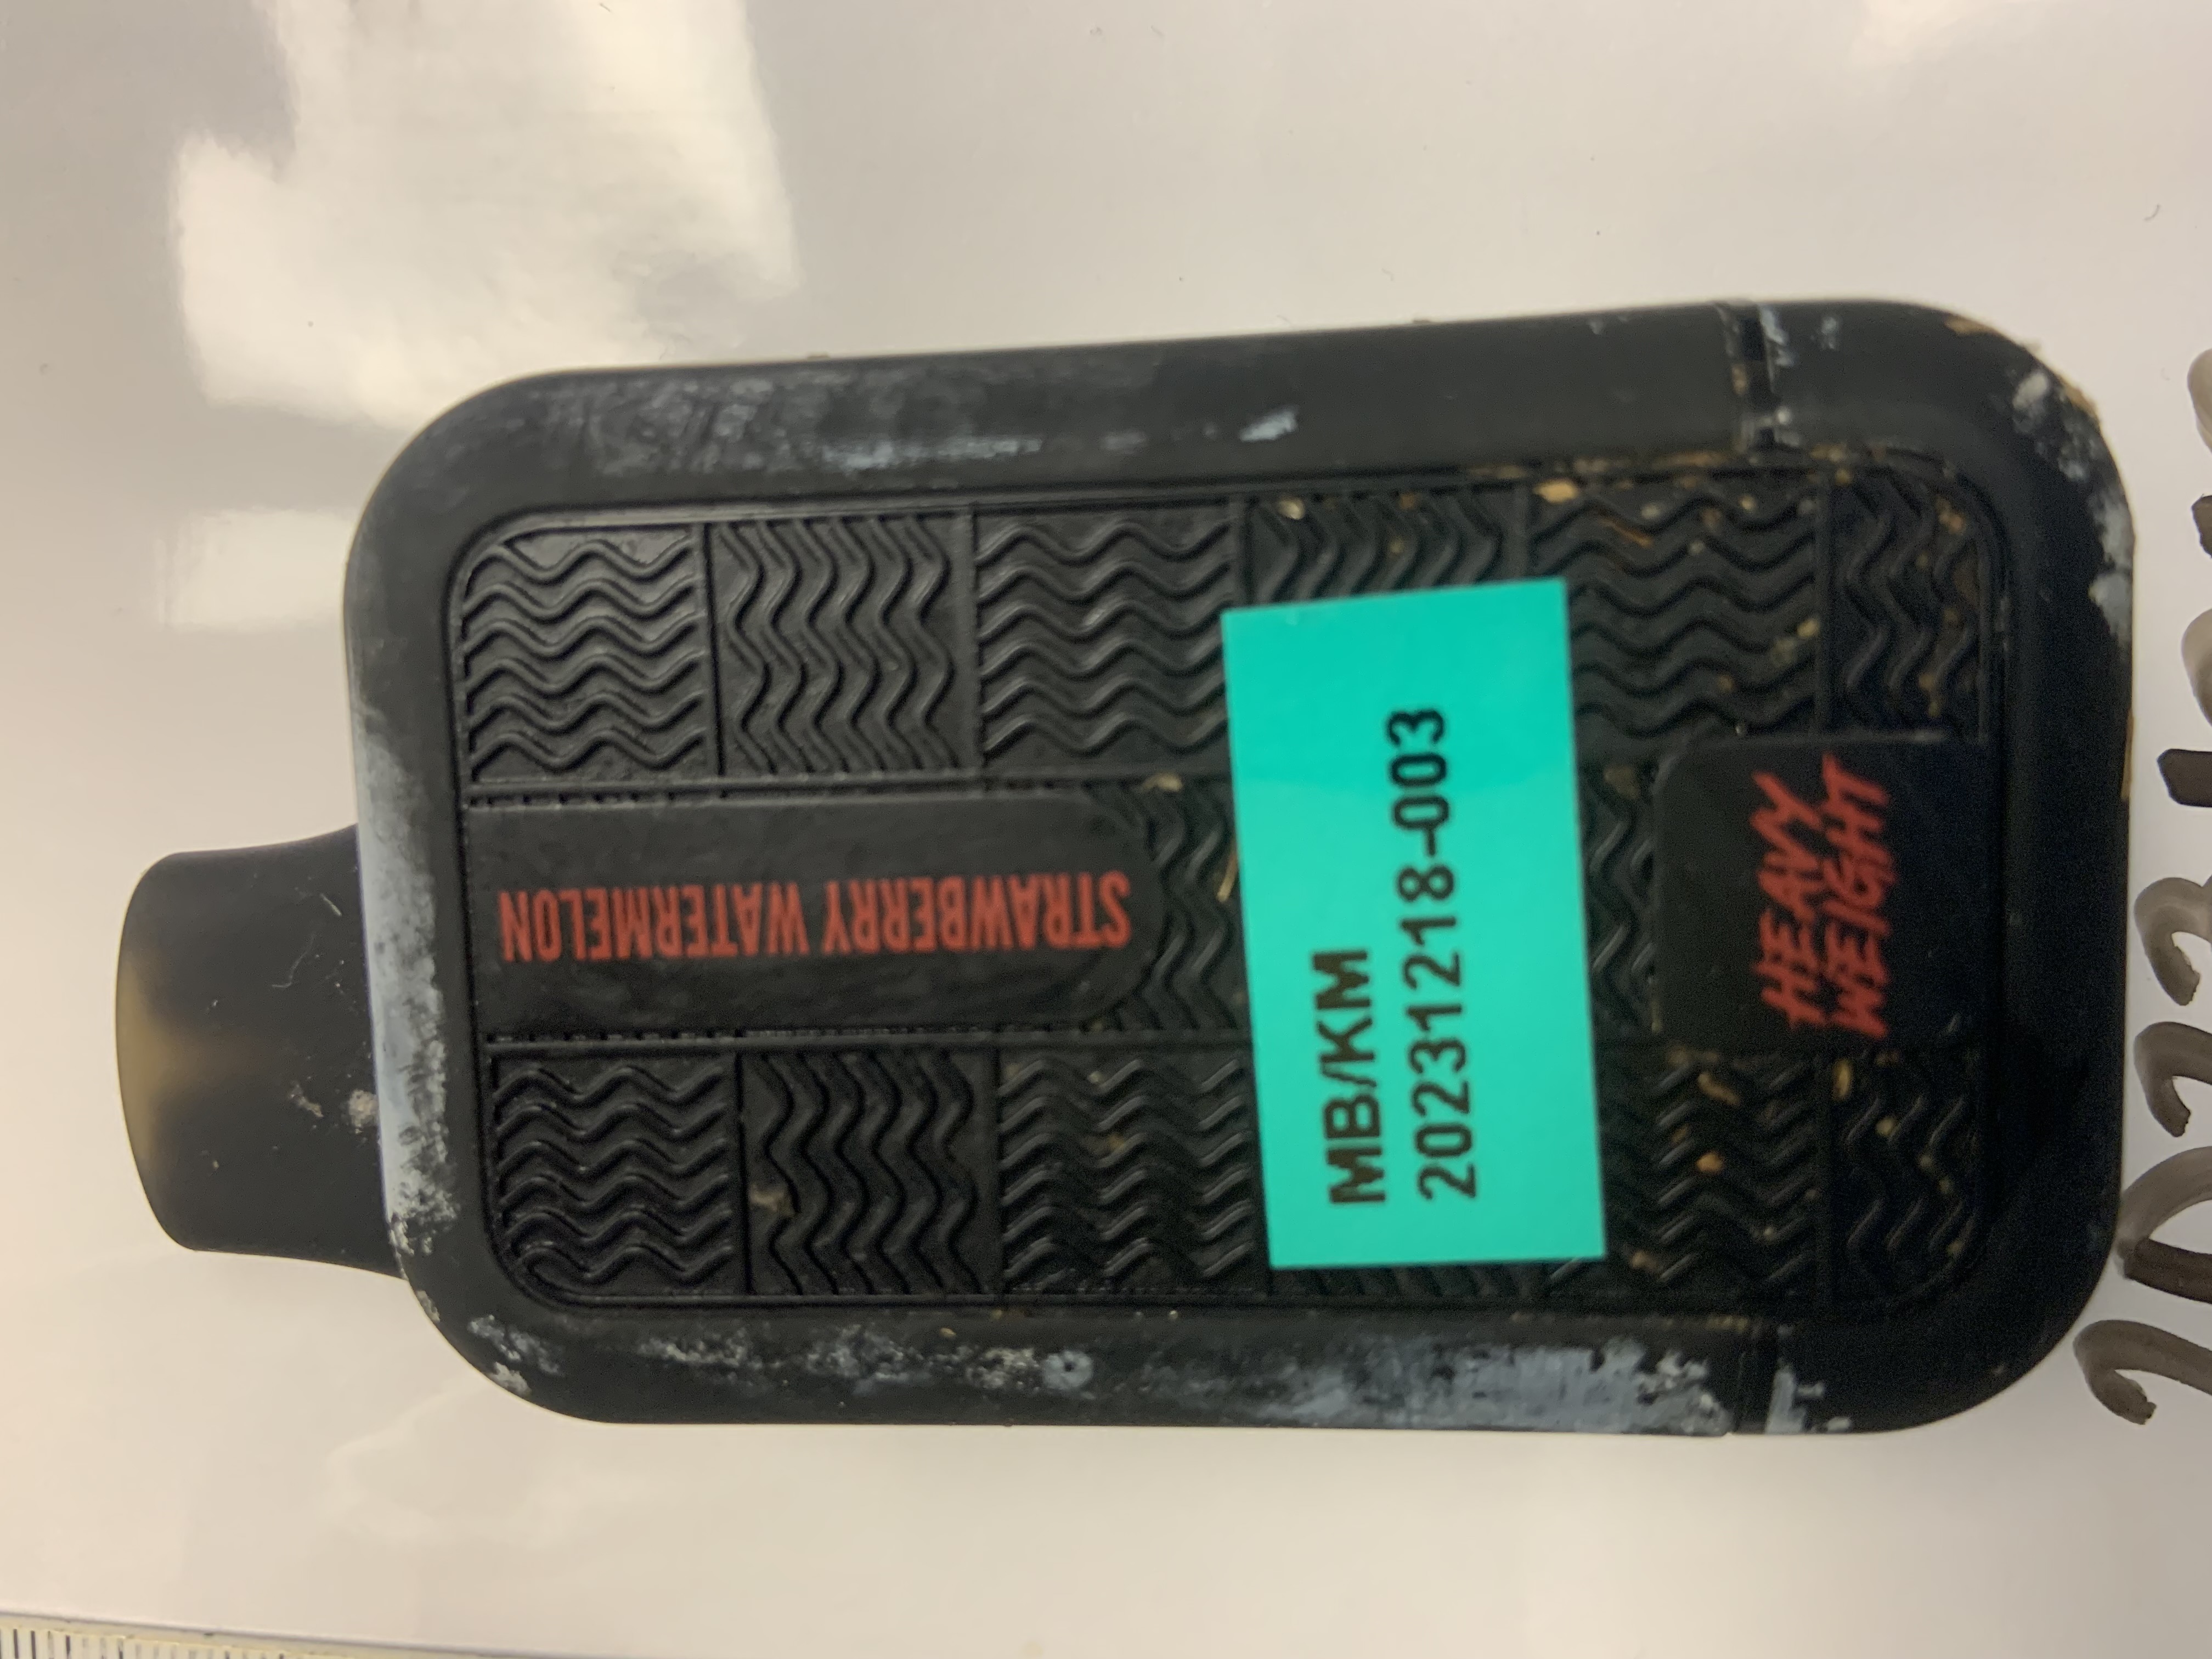 STRAWBERRY WATERMELON
MB/KM
20231218-003
HEAVY
WEIGHT